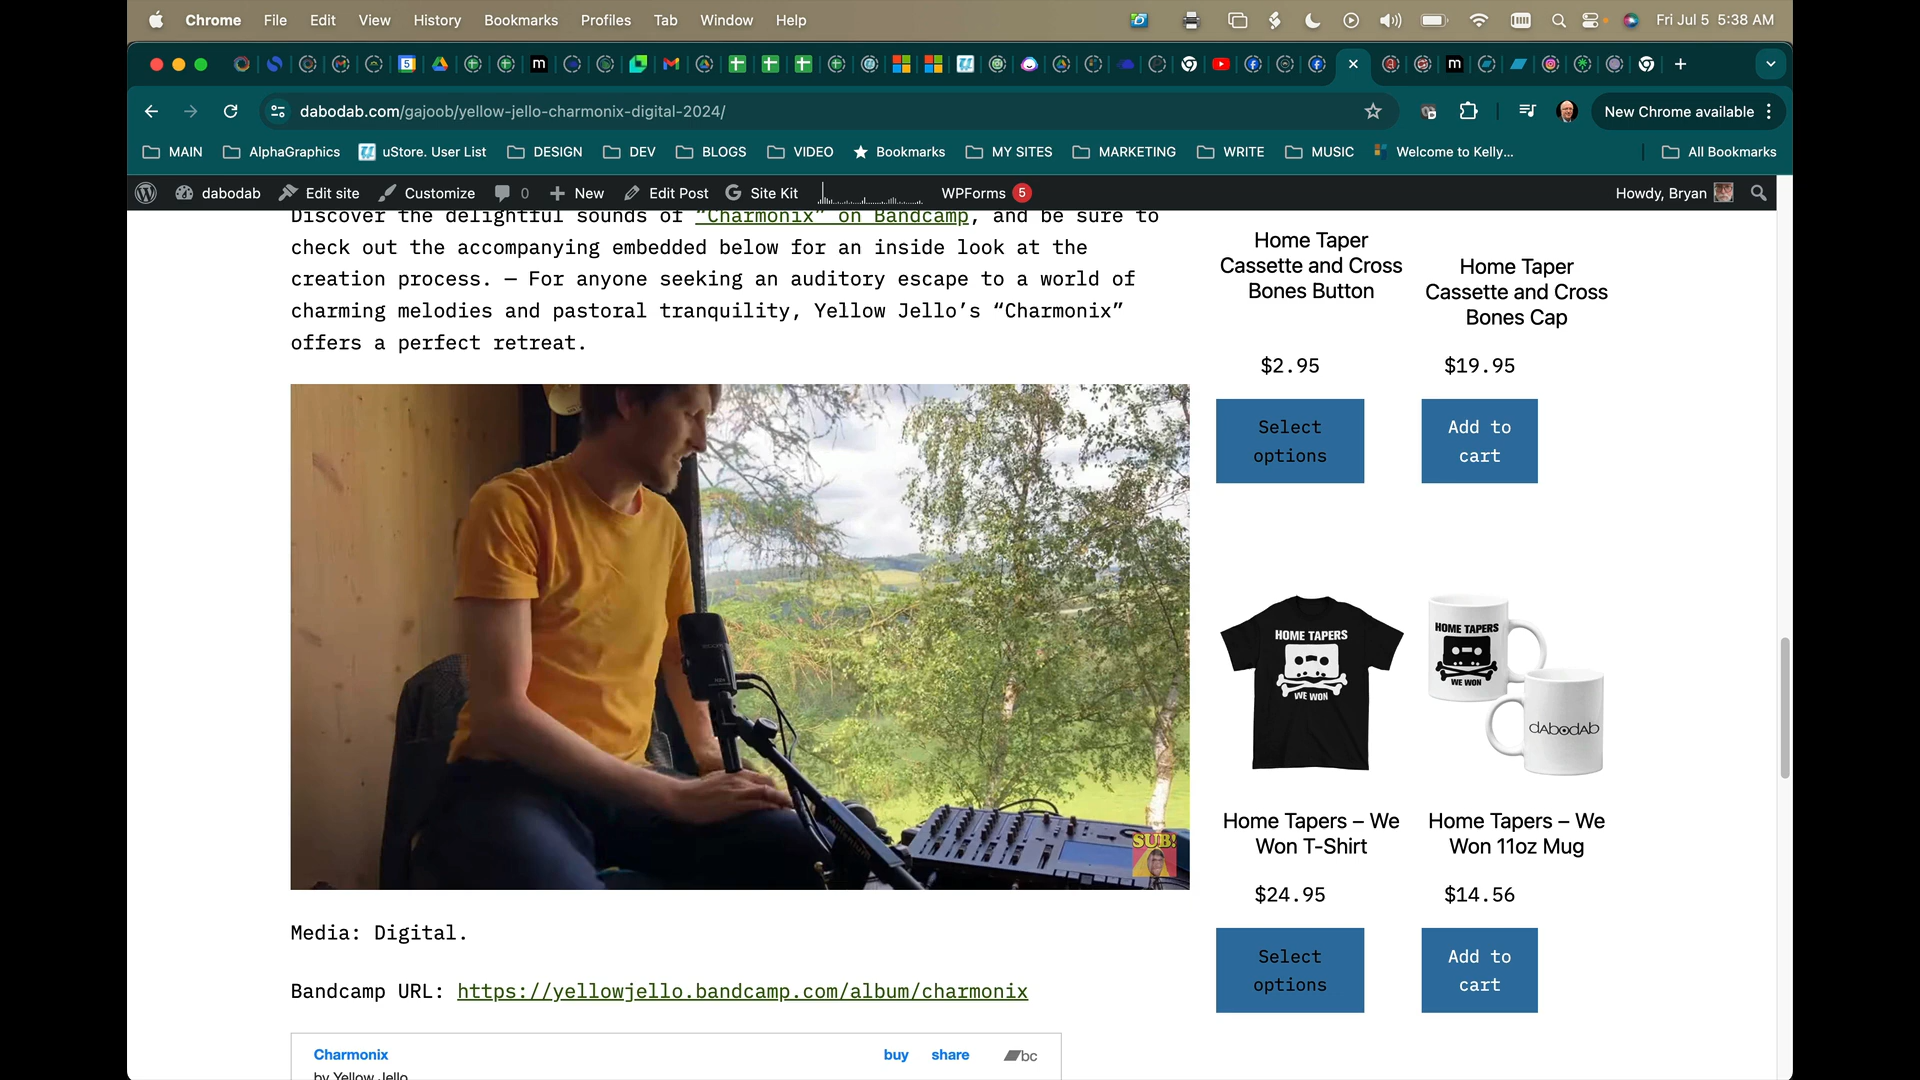 Chrome File Edit View History Bookmarks Profiles Tab Window Help Fri Jul 5 5:38 AM
dabodab.com/gajoob/yellow-jello-charmonix-digital-2024/ New Chrome available
MAIN AlphaGraphics uStore. User List DESIGN DEV BLOGS VIDEO Bookmarks MY SITES MARKETING WRITE MUSIC Welcome to Kelly... All Bookmarks
dabodab Edit site Customize 0 New Edit Post Site Kit WPForms 5 Howdy, Bryan
Discover the delightful sounds of “Charmonix” on Bandcamp, and be sure to
check out the accompanying embedded below for an inside look at the
creation process. — For anyone seeking an auditory escape to a world of
charming melodies and pastoral tranquility, Yellow Jello’s “Charmonix”
offers a perfect retreat.
SUB!
Media: Digital.
Bandcamp URL: https://yellowjello.bandcamp.com/album/charmonix
Charmonix
buy share bc
by Yellow Jello
Home Taper
Cassette and Cross
Bones Button
$2.95
Select
options
Home Taper
Cassette and Cross
Bones Cap
$19.95
Add to
cart
HOME TAPERS
WE WON
Home Tapers – We
Won T-Shirt
$24.95
Select
options
HOME TAPERS
WE WON
dAbodAb
Home Tapers – We
Won 11oz Mug
$14.56
Add to
cart